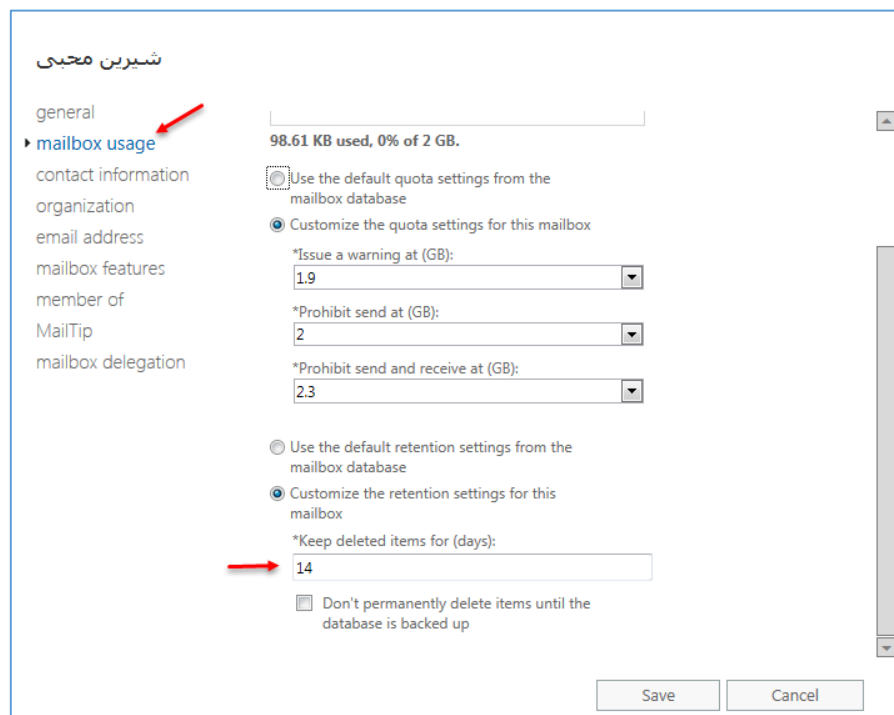 شیرین محبی
general
mailbox usage
contact information
organization
email address
mailbox features
member of
MailTip
mailbox delegation
98.61 KB used, 0% of 2 GB.
Use the default quota settings from the
mailbox database
Customize the quota settings for this mailbox
*Issue a warning at (GB):
1.9
*Prohibit send at (GB):
2
*Prohibit send and receive at (GB):
2.3
Use the default retention settings from the
mailbox database
Customize the retention settings for this
mailbox
*Keep deleted items for (days):
14
Don't permanently delete items until the
database is backed up
Save
Cancel